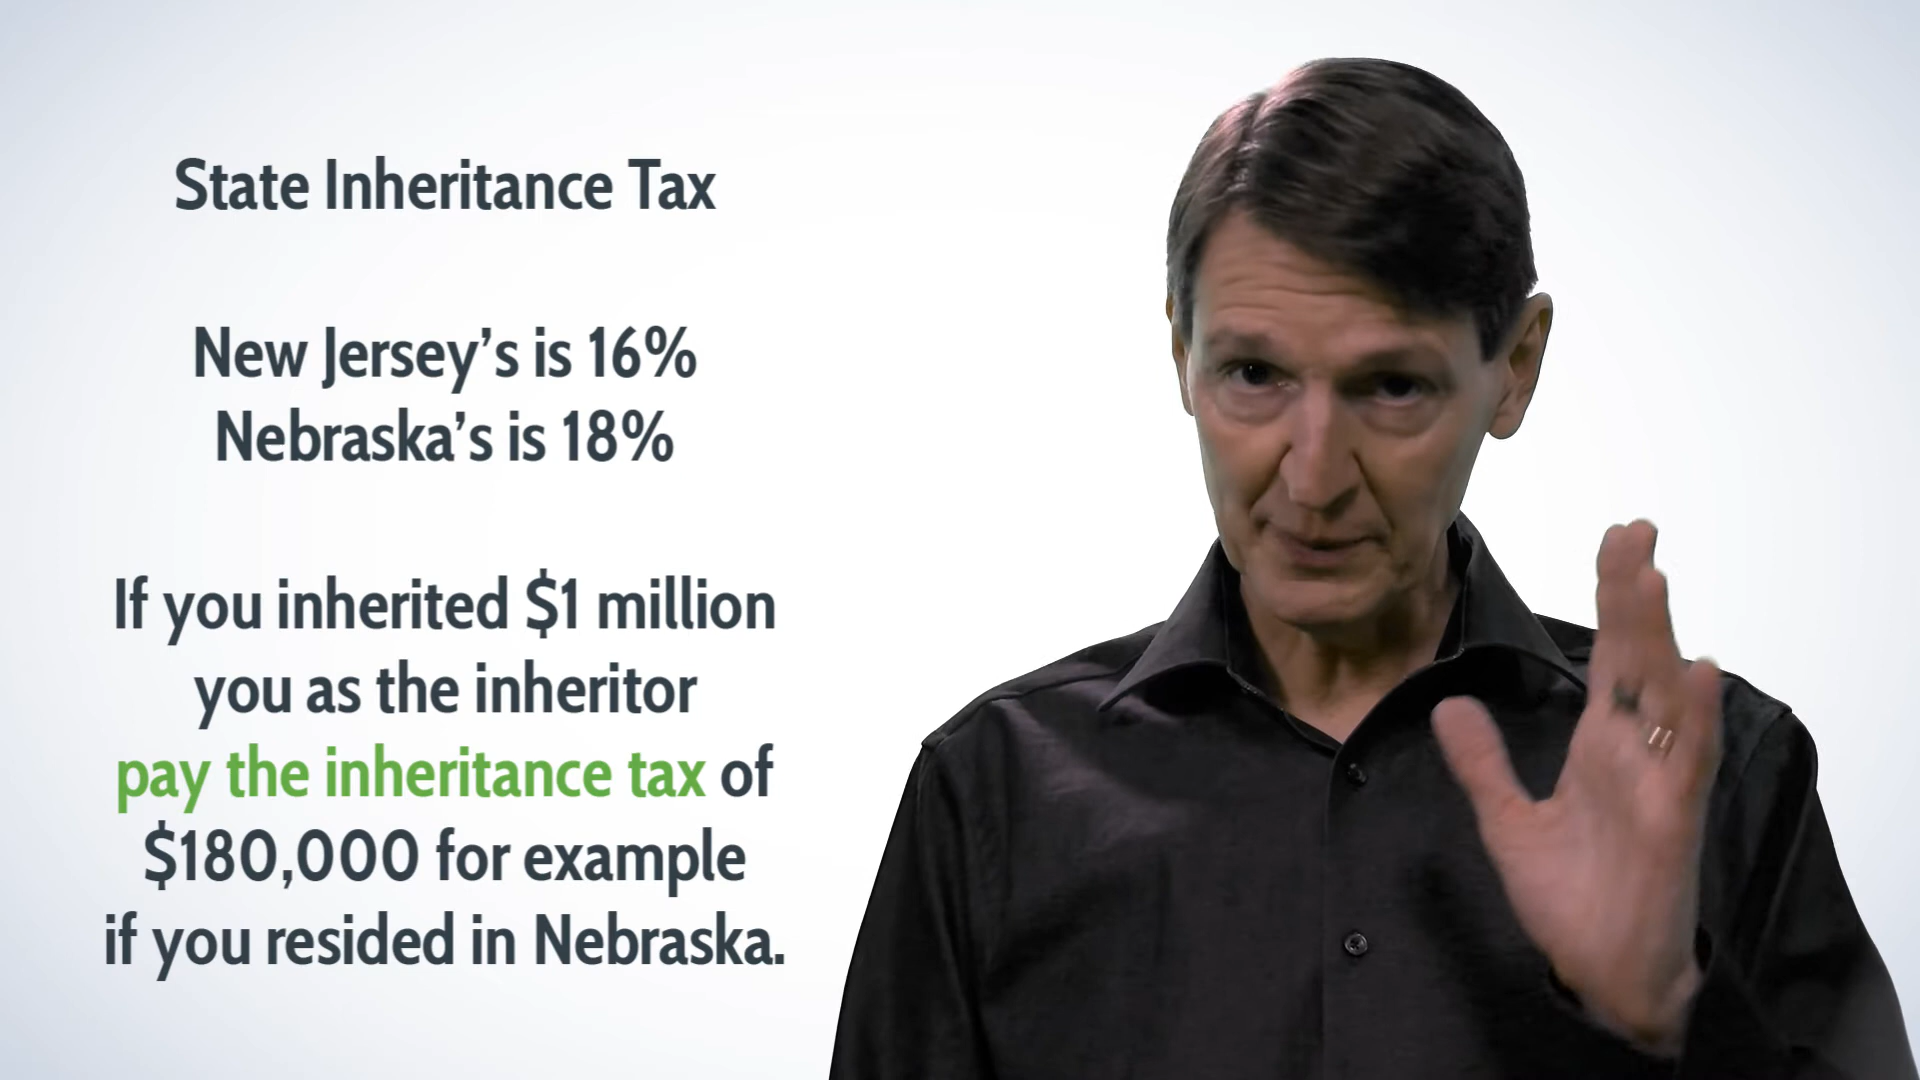 State Inheritance Tax
New Jersey’s is 16%
Nebraska’s is 18%
If you inherited $1 million
you as the inheritor
pay the inheritance tax of
$180,000 for example
if you resided in Nebraska.